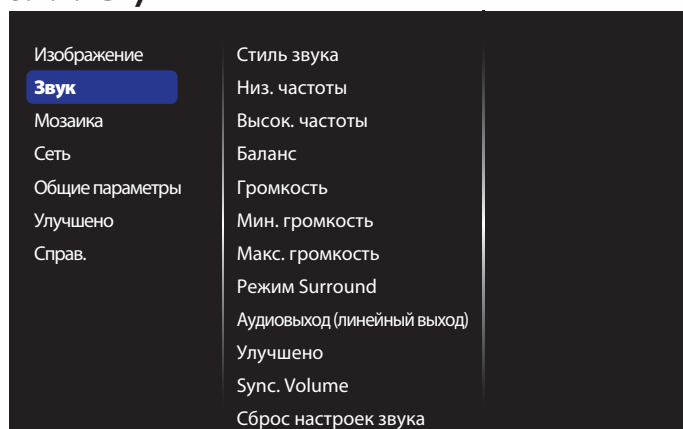 Изображение
Звук
Мозаика
Сеть
Общие параметры
Улучшено
Справ.
Стиль звука
Низ. частоты
Высок. частоты
Баланс
Громкость
Мин. громкость
Макс. громкость
Режим Surround
Аудиовыход (линейный выход)
Улучшено
Sync. Volume
Сброс настроек звука